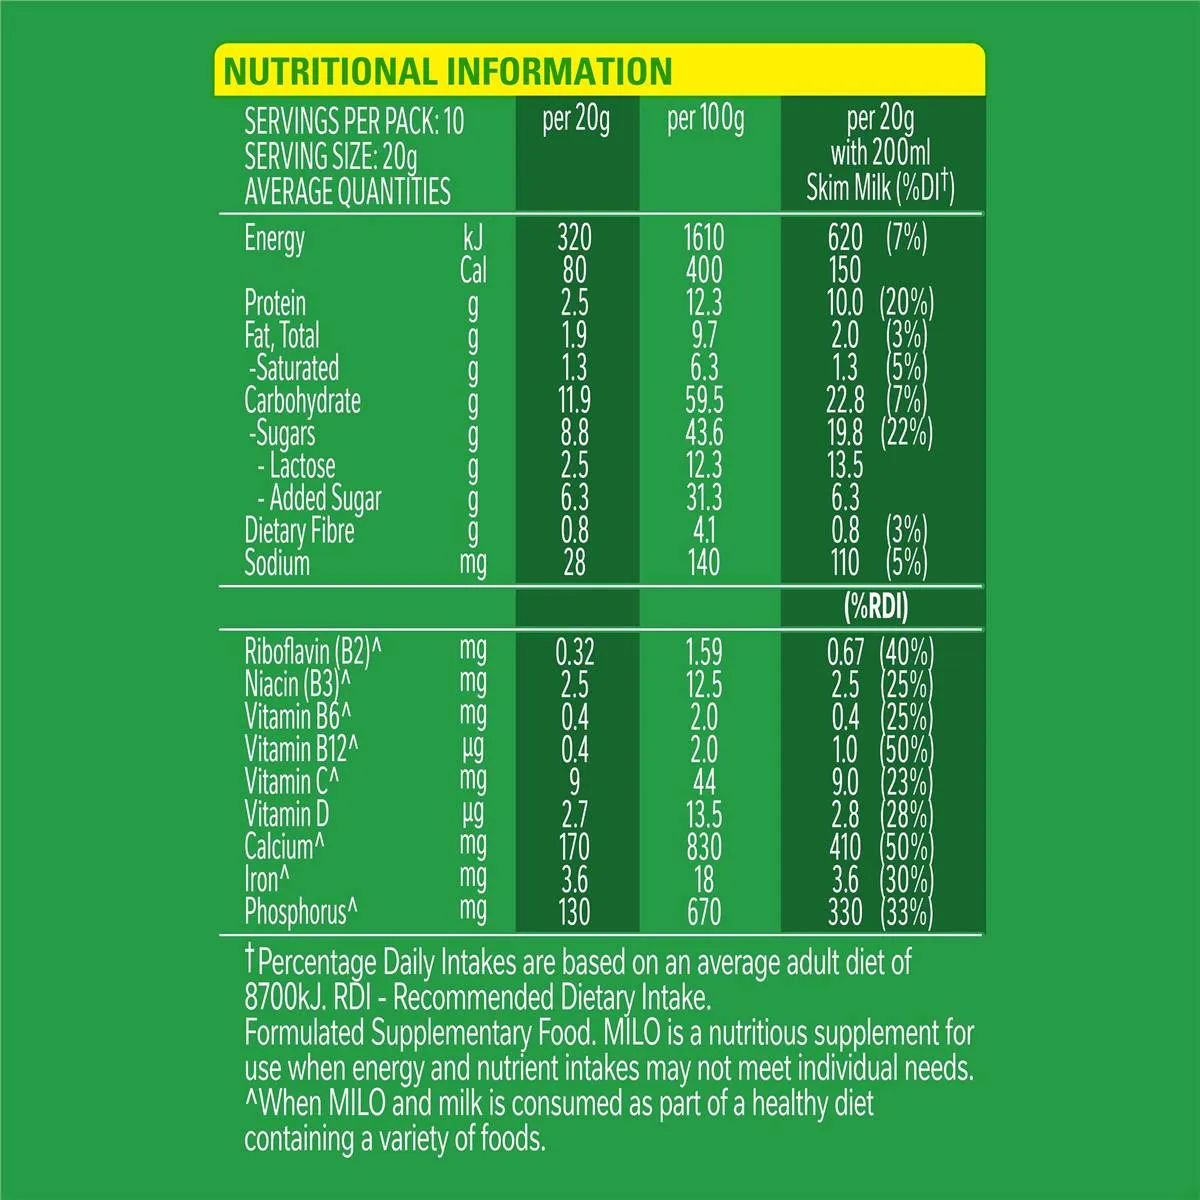 NUTRITIONAL INFORMATION
SERVINGS PER PACK: 10 per 20g per 100g per 20g
SERVING SIZE: 20g with 200ml
AVERAGE QUANTITIES Skim Milk (%DI†)
Energy kJ 320 1610 620 (7%)
Cal 80 400 150
Protein g 2.5 12.3 10.0 (20%)
Fat, Total g 1.9 9.7 2.0 (3%)
-Saturated g 1.3 6.3 1.3 (5%)
Carbohydrate g 11.9 59.5 22.8 (7%)
-Sugars g 8.8 43.6 19.8 (22%)
- Lactose g 2.5 12.3 13.5
- Added Sugar g 6.3 31.3 6.3
Dietary Fibre g 0.8 4.1 0.8 (3%)
Sodium mg 28 140 110 (5%)
(%RDI)
Riboflavin (B2)^ mg 0.32 1.59 0.67 (40%)
Niacin (B3)^ mg 2.5 12.5 2.5 (25%)
Vitamin B6^ mg 0.4 2.0 0.4 (25%)
Vitamin B12^ µg 0.4 2.0 1.0 (50%)
Vitamin C^ mg 9 44 9.0 (23%)
Vitamin D µg 2.7 13.5 2.8 (28%)
Calcium^ mg 170 830 410 (50%)
Iron^ mg 3.6 18 3.6 (30%)
Phosphorus^ mg 130 670 330 (33%)
†Percentage Daily Intakes are based on an average adult diet of
8700kJ. RDI - Recommended Dietary Intake.
Formulated Supplementary Food. MILO is a nutritious supplement for
use when energy and nutrient intakes may not meet individual needs.
^When MILO and milk is consumed as part of a healthy diet
containing a variety of foods.